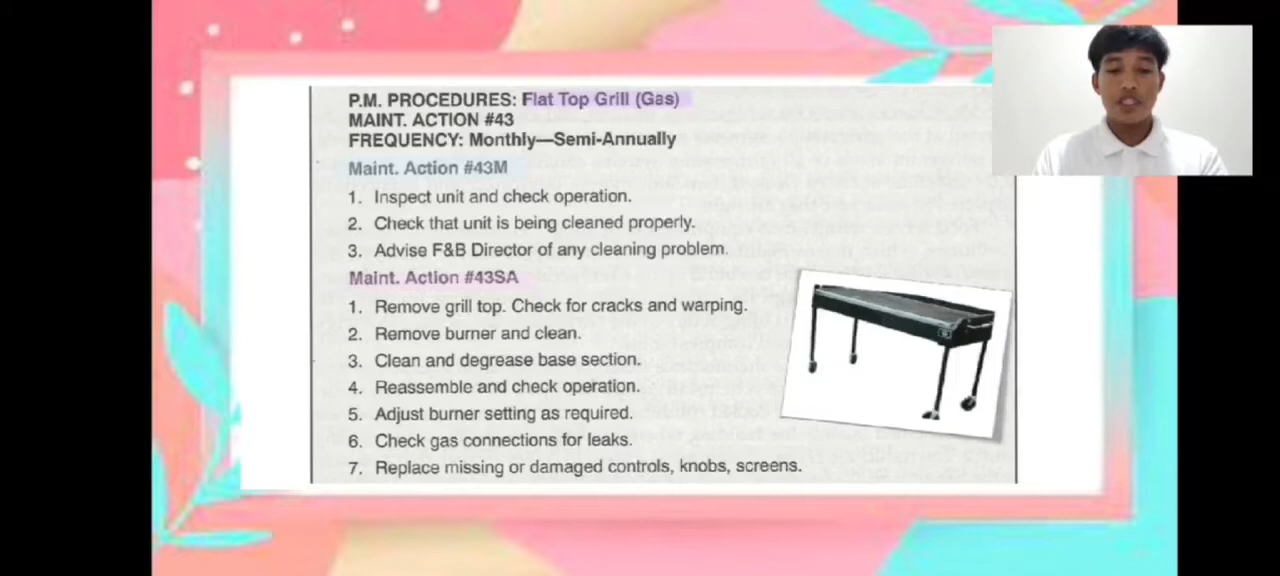 P.M. PROCEDURES: Flat Top Grill (Gas)
MAINT. ACTION #43
FREQUENCY: Monthly—Semi-Annually
Maint. Action #43M
1. Inspect unit and check operation.
2. Check that unit is being cleaned properly.
3. Advise F&B Director of any cleaning problem.
Maint. Action #43SA
1. Remove grill top. Check for cracks and warping.
2. Remove burner and clean.
3. Clean and degrease base section.
4. Reassemble and check operation.
5. Adjust burner setting as required.
6. Check gas connections for leaks.
7. Replace missing or damaged controls, knobs, screens.